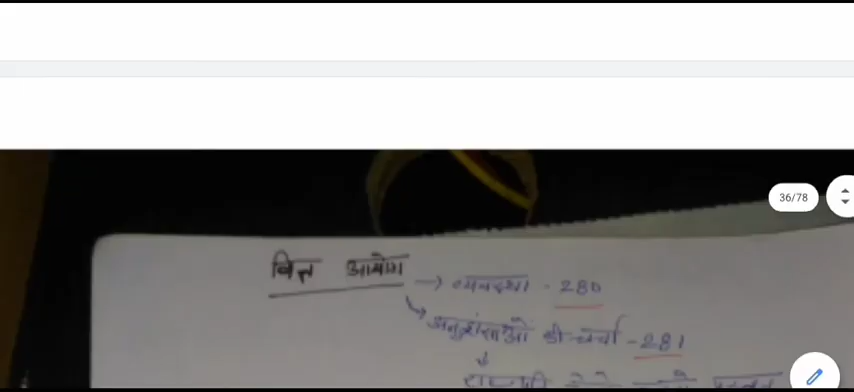 36/78
वित्त आयोग → व्यवस्था - 280
↳ अनुशंसाओ की चर्चा - 281